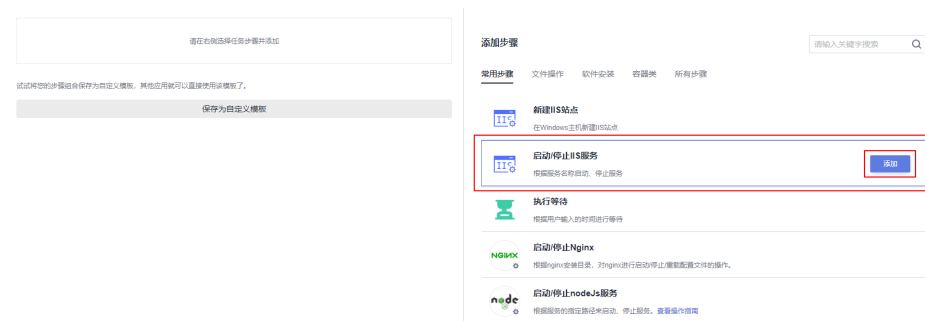 请在右侧选择任务步骤并添加
试试将您的步骤组合保存为自定义模板，其他应用就可以直接使用该模板了。
保存为自定义模板
添加步骤
请输入关键字搜索
常用步骤 文件操作 软件安装 容器类 所有步骤
新建IIS站点
在Windows主机新建IIS站点
启动/停止IIS服务
根据服务名称启动、停止服务
添加
执行等待
根据用户输入的时间进行等待
NGINX
启动/停止Nginx
根据nginx安装目录，对nginx进行启动/停止/重载配置文件的操作。
node
启动/停止nodeJs服务
根据服务的指定路径来启动、停止服务。查看操作指南